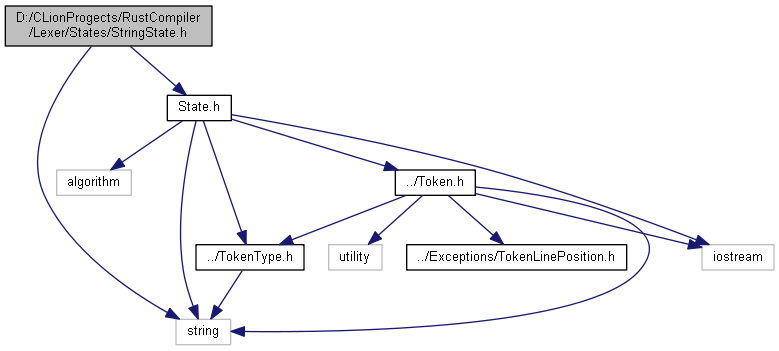 D:/CLionProgects/RustCompiler
/Lexer/States/StringState.h
State.h
algorithm
../Token.h
../TokenType.h
utility
../Exceptions/TokenLinePosition.h
iostream
string